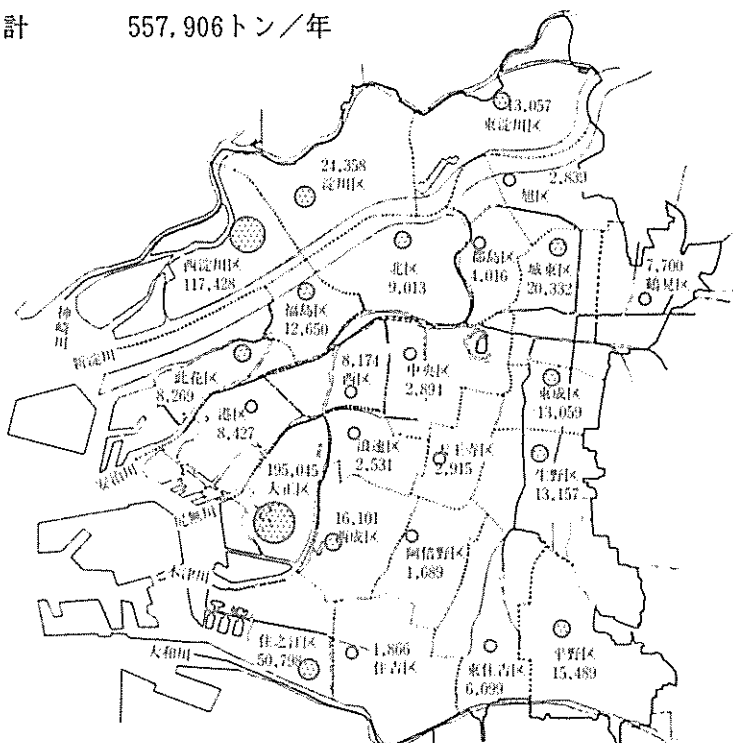 計 557,906トン／年
13,057
東淀川区
24,358
淀川区
2,839
旭区
西淀川区
117,428
北区
9,013
都島区
4,016
城東区
20,332
7,700
鶴見区
神崎川
福島区
12,650
新淀川
此花区
8,269
8,174
西区
中央区
2,894
東成区
13,059
港区
8,427
安治川
浪速区
2,531
天王寺区
2,915
生野区
13,157
195,045
大正区
尻無川
16,101
西成区
阿倍野区
1,689
木津川
住之江区
50,798
大和川
1,866
住吉区
東住吉区
6,099
平野区
15,489